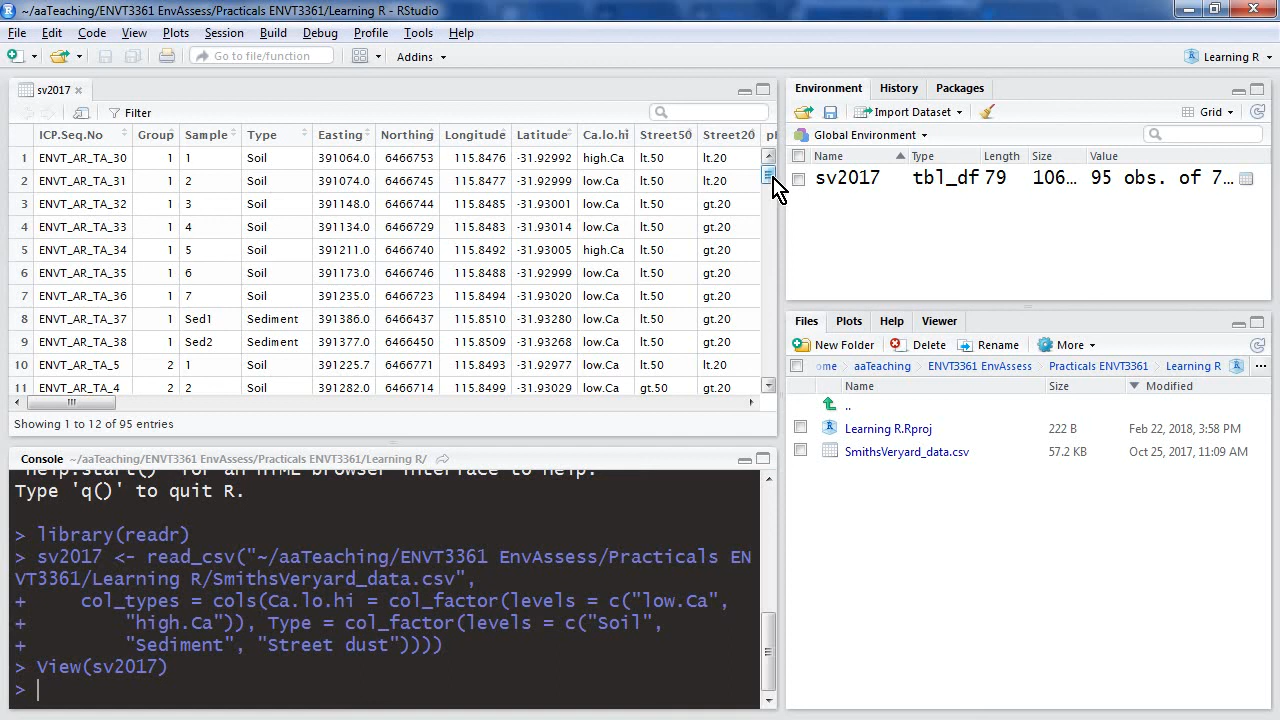 ~/aaTeaching/ENVT3361 EnvAssess/Practicals ENVT3361/Learning R - RStudio
File Edit Code View Plots Session Build Debug Profile Tools Help
Go to file/function Addins Learning R
sv2017
Filter
ICP.Seq.No Group Sample Type Easting Northing Longitude Latitude Ca.lo.hi Street50 Street20
1 ENVT_AR_TA_30 1 1 Soil 391064.0 6466753 115.8476 -31.92992 high.Ca lt.50 lt.20
2 ENVT_AR_TA_31 1 2 Soil 391074.0 6466745 115.8477 -31.92999 low.Ca lt.50 lt.20
3 ENVT_AR_TA_32 1 3 Soil 391148.0 6466744 115.8485 -31.93001 low.Ca lt.50 gt.20
4 ENVT_AR_TA_33 1 4 Soil 391134.0 6466729 115.8483 -31.93014 low.Ca lt.50 gt.20
5 ENVT_AR_TA_34 1 5 Soil 391211.0 6466740 115.8492 -31.93005 high.Ca lt.50 gt.20
6 ENVT_AR_TA_35 1 6 Soil 391173.0 6466746 115.8488 -31.92999 low.Ca lt.50 gt.20
7 ENVT_AR_TA_36 1 7 Soil 391235.0 6466723 115.8494 -31.93020 low.Ca lt.50 gt.20
8 ENVT_AR_TA_37 1 Sed1 Sediment 391386.0 6466437 115.8510 -31.93280 low.Ca lt.50 gt.20
9 ENVT_AR_TA_38 1 Sed2 Sediment 391377.0 6466450 115.8509 -31.93268 low.Ca lt.50 gt.20
10 ENVT_AR_TA_5 2 1 Soil 391225.7 6466771 115.8493 -31.92977 low.Ca lt.50 lt.20
11 ENVT_AR_TA_4 2 2 Soil 391282.0 6466714 115.8499 -31.93029 low.Ca gt.50 gt.20
Showing 1 to 12 of 95 entries
Console ~/aaTeaching/ENVT3361 EnvAssess/Practicals ENVT3361/Learning R/
'help.start()' for an HTML browser interface to help.
Type 'q()' to quit R.
> library(readr)
> sv2017 <- read_csv("~/aaTeaching/ENVT3361 EnvAssess/Practicals EN
VT3361/Learning R/SmithsVeryard_data.csv",
+ col_types = cols(Ca.lo.hi = col_factor(levels = c("low.Ca",
+ "high.Ca")), Type = col_factor(levels = c("Soil",
+ "Sediment", "Street dust"))))
> View(sv2017)
>
Environment History Packages
Import Dataset Grid
Global Environment
Name Type Length Size Value
sv2017 tbl_df 79 106… 95 obs. of 7…
Files Plots Help Viewer
New Folder Delete Rename More
ome aaTeaching ENVT3361 EnvAssess Practicals ENVT3361 Learning R ...
Name Size Modified
..
Learning R.Rproj 222 B Feb 22, 2018, 3:58 PM
SmithsVeryard_data.csv 57.2 KB Oct 25, 2017, 11:09 AM